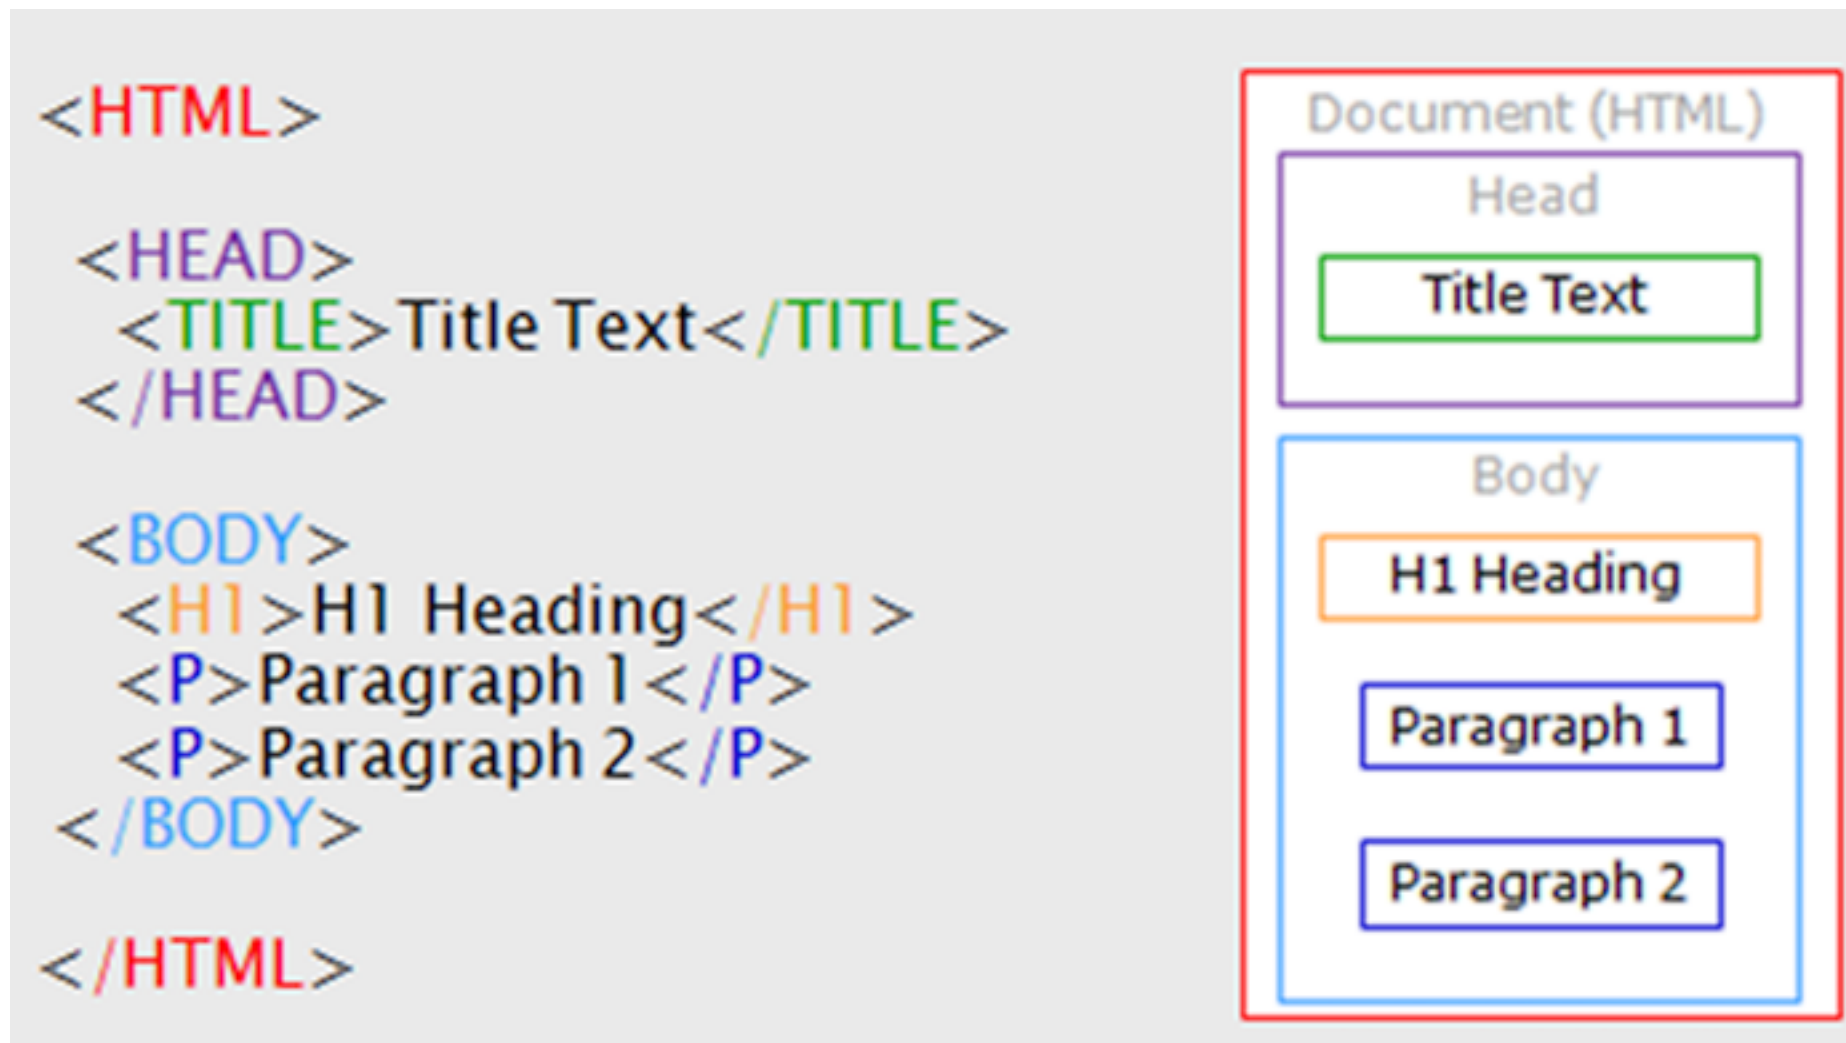 <HTML>
<HEAD>
<TITLE>Title Text</TITLE>
</HEAD>
<BODY>
<H1>H1 Heading</H1>
<P>Paragraph 1</P>
<P>Paragraph 2</P>
</BODY>
</HTML>
Document (HTML)
Head
Title Text
Body
H1 Heading
Paragraph 1
Paragraph 2